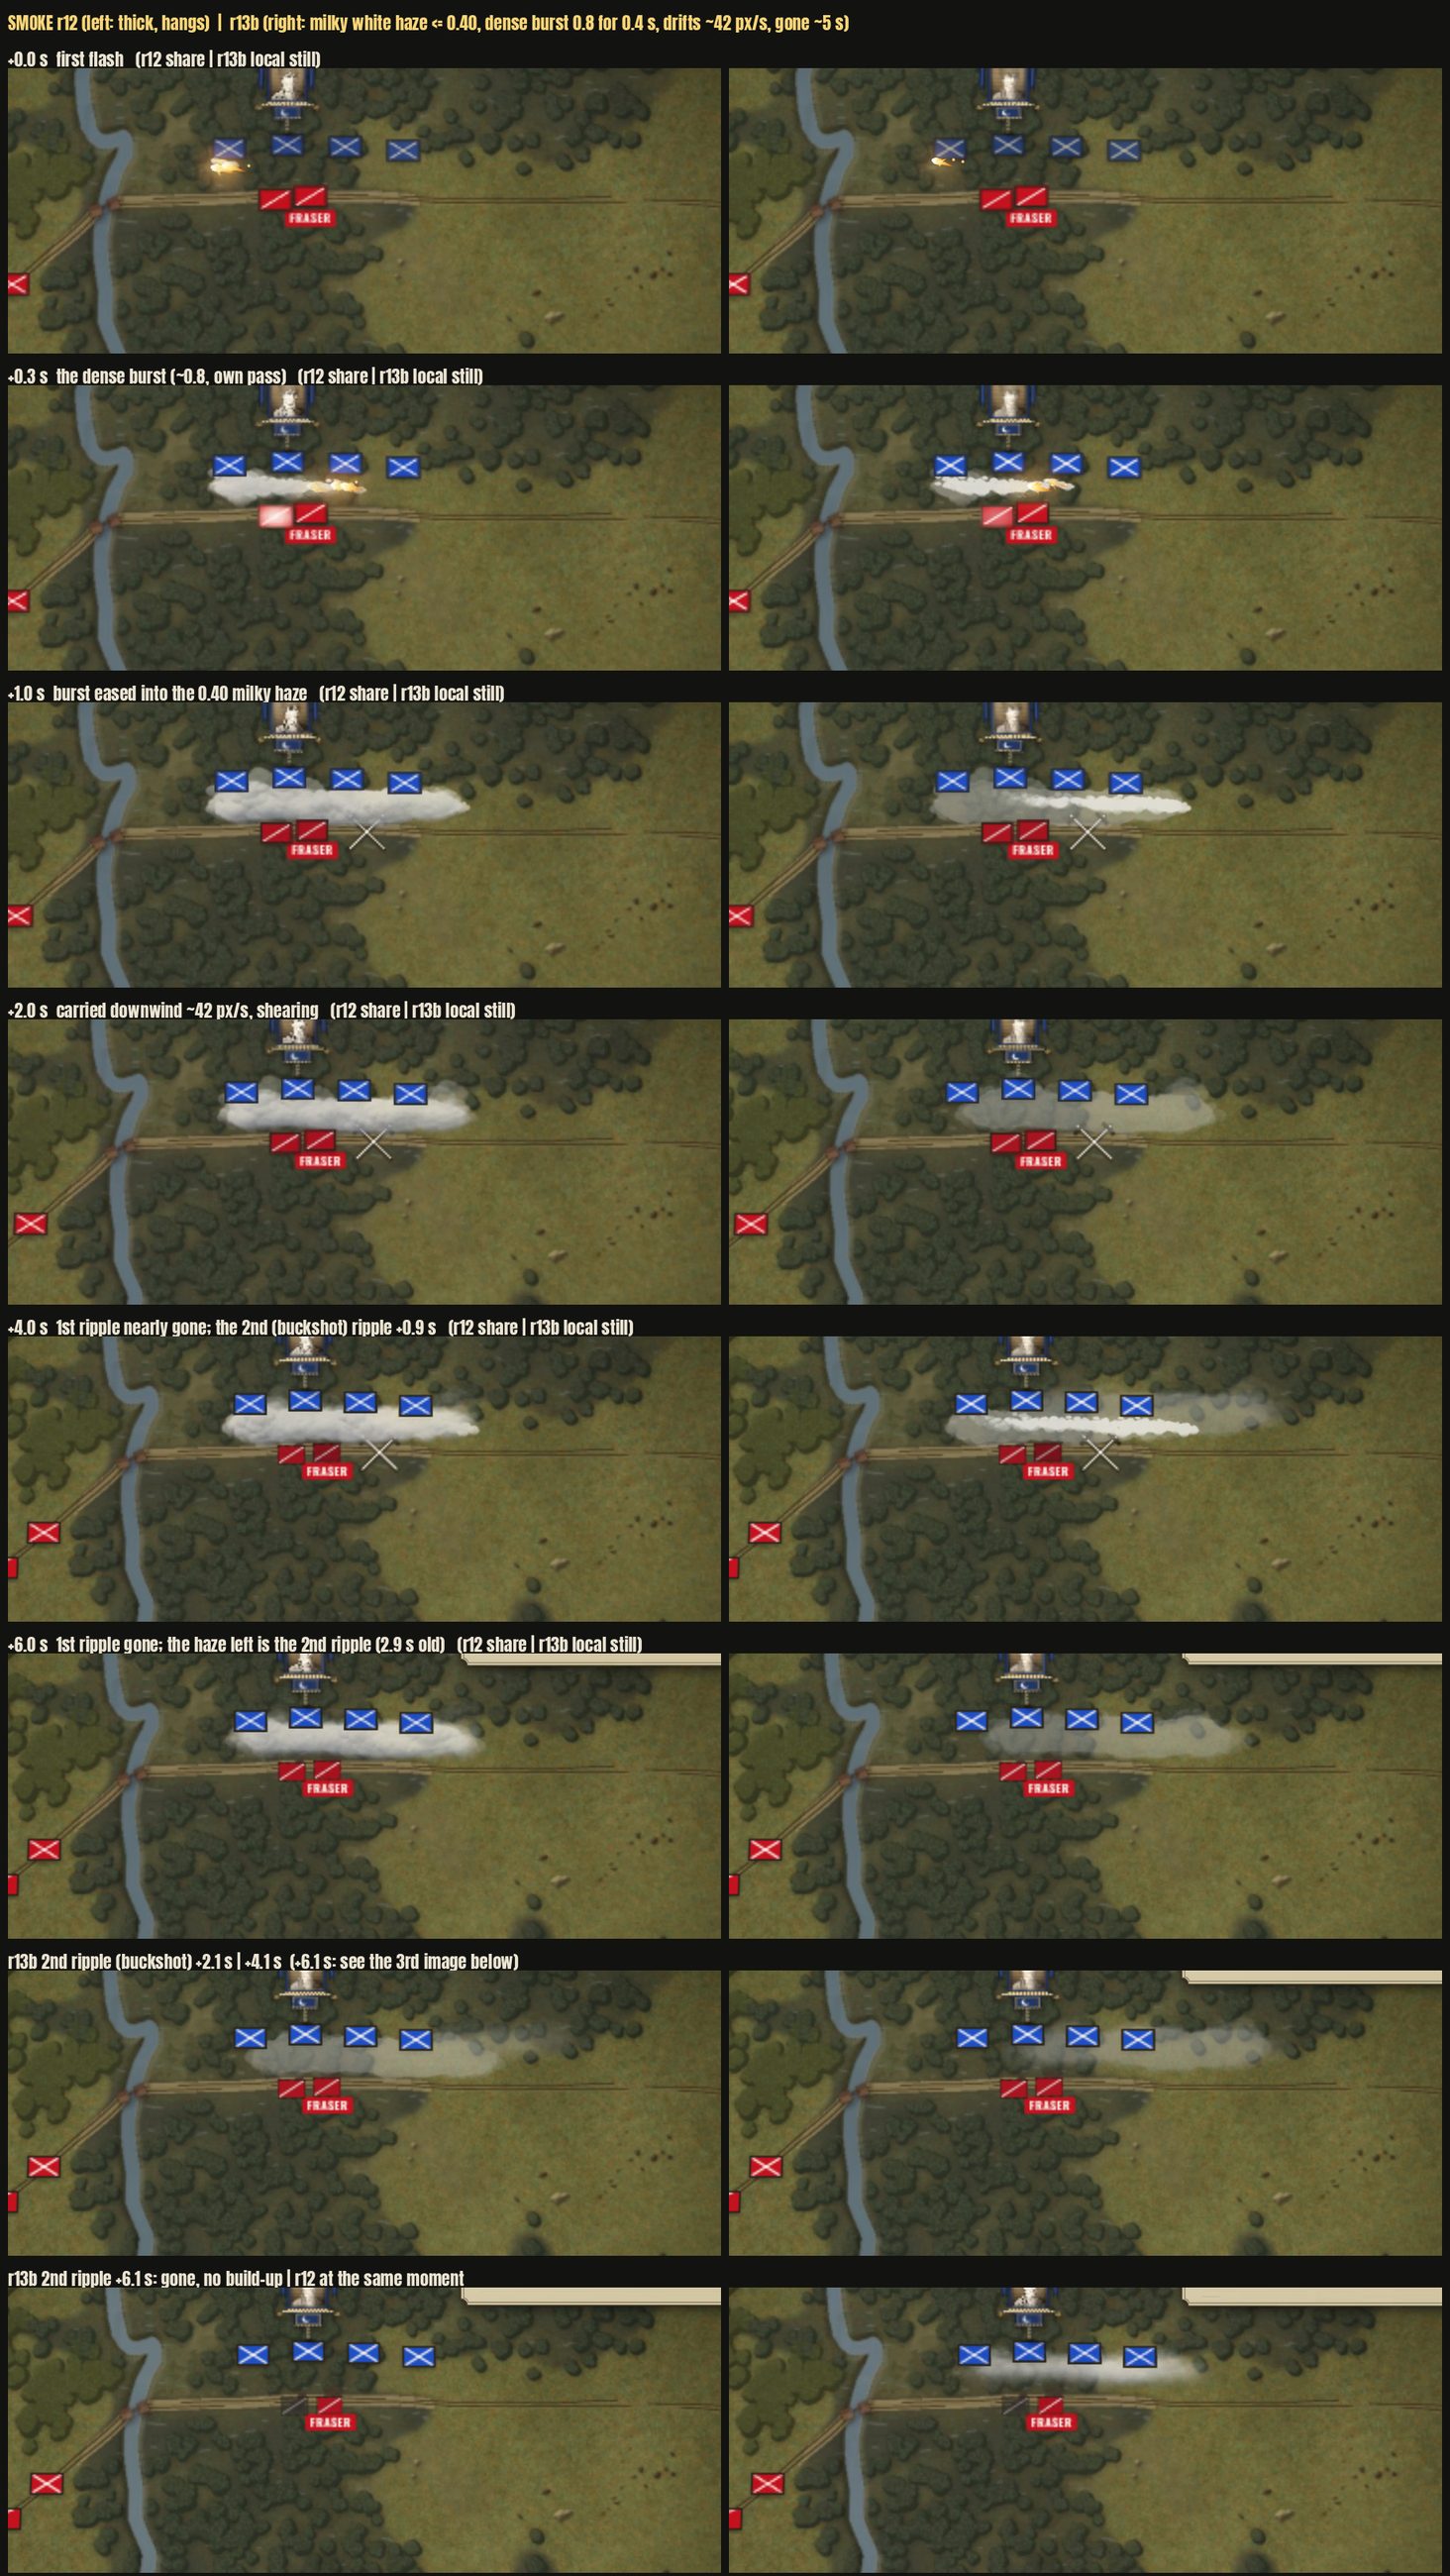 SMOKE r12 (left: thick, hangs) | r13b (right: milky white haze <= 0.40, dense burst 0.8 for 0.4 s, drifts ~42 px/s, gone ~5 s)
+0.0 s first flash (r12 share | r13b local still)
FRASER
FRASER
+0.3 s the dense burst (~0.8, own pass) (r12 share | r13b local still)
FRASER
FRASER
+1.0 s burst eased into the 0.40 milky haze (r12 share | r13b local still)
FRASER
FRASER
+2.0 s carried downwind ~42 px/s, shearing (r12 share | r13b local still)
FRASER
FRASER
+4.0 s 1st ripple nearly gone; the 2nd (buckshot) ripple +0.9 s (r12 share | r13b local still)
FRASER
FRASER
+6.0 s 1st ripple gone; the haze left is the 2nd ripple (2.9 s old) (r12 share | r13b local still)
FRASER
FRASER
r13b 2nd ripple (buckshot) +2.1 s | +4.1 s (+6.1 s: see the 3rd image below)
FRASER
FRASER
r13b 2nd ripple +6.1 s: gone, no build-up | r12 at the same moment
FRASER
FRASER